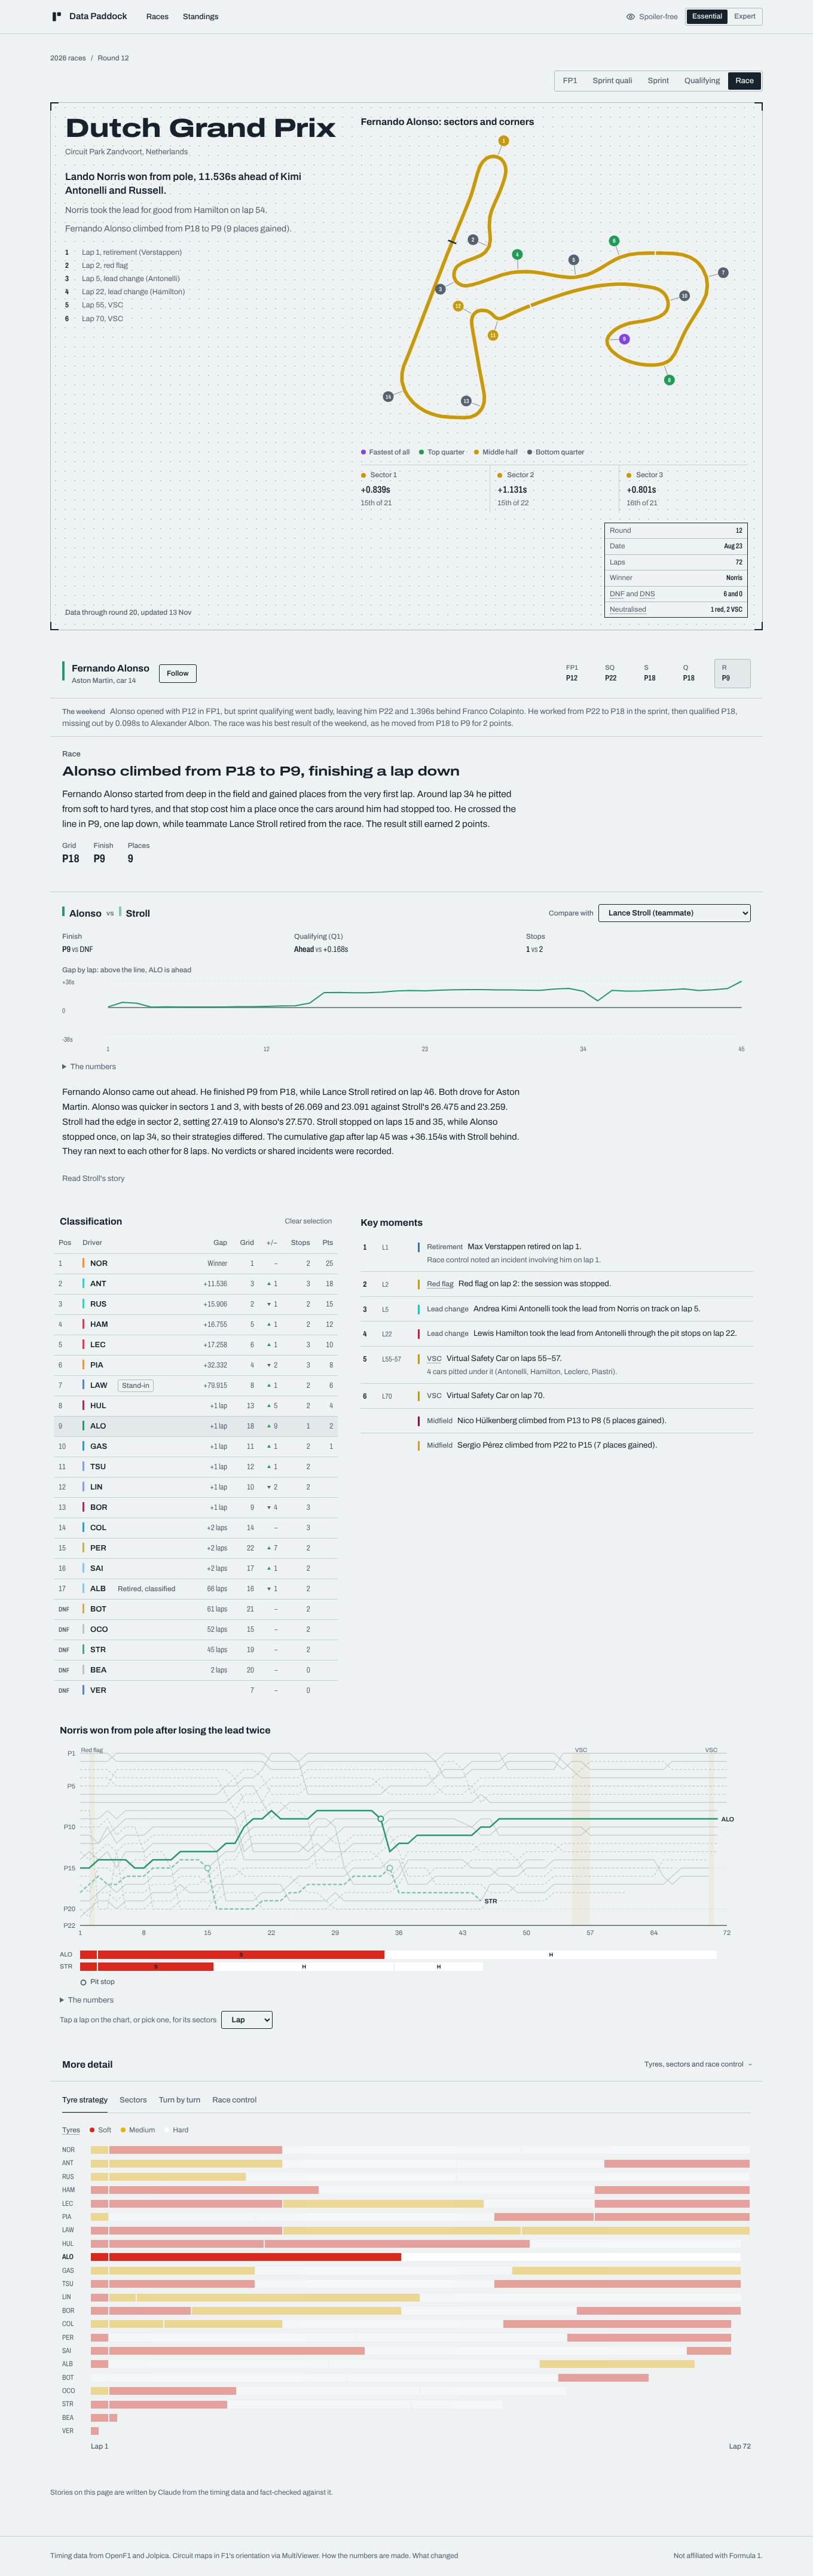 Data Paddock
Races
Standings
Spoiler-free
Essential
Expert
2026 races / Round 12
FP1
Sprint quali
Sprint
Qualifying
Race
Dutch Grand Prix
Circuit Park Zandvoort, Netherlands
Lando Norris won from pole, 11.536s ahead of Kimi
Antonelli and Russell.
Norris took the lead for good from Hamilton on lap 54.
Fernando Alonso climbed from P18 to P9 (9 places gained).
1 Lap 1, retirement (Verstappen)
2 Lap 2, red flag
3 Lap 5, lead change (Antonelli)
4 Lap 22, lead change (Hamilton)
5 Lap 55, VSC
6 Lap 70, VSC
Data through round 20, updated 13 Nov
Fernando Alonso: sectors and corners
1
2
4
5
6
7
3
10
12
11
9
8
14
13
Fastest of all
Top quarter
Middle half
Bottom quarter
Sector 1
+0.839s
15th of 21
Sector 2
+1.131s
15th of 22
Sector 3
+0.801s
16th of 21
Round 12
Date Aug 23
Laps 72
Winner Norris
DNF and DNS 6 and 0
Neutralised 1 red, 2 VSC
Fernando Alonso
Aston Martin, car 14
Follow
FP1 P12
SQ P22
S P18
Q P18
R P9
The weekend Alonso opened with P12 in FP1, but sprint qualifying went badly, leaving him P22 and 1.396s behind Franco Colapinto. He worked from P22 to P18 in the sprint, then qualified P18,
missing out by 0.098s to Alexander Albon. The race was his best result of the weekend, as he moved from P18 to P9 for 2 points.
Race
Alonso climbed from P18 to P9, finishing a lap down
Fernando Alonso started from deep in the field and gained places from the very first lap. Around lap 34 he pitted
from soft to hard tyres, and that stop cost him a place once the cars around him had stopped too. He crossed the
line in P9, one lap down, while teammate Lance Stroll retired from the race. The result still earned 2 points.
Grid Finish Places
P18 P9 9
Alonso vs Stroll
Compare with Lance Stroll (teammate)
Finish
P9 vs DNF
Qualifying (Q1)
Ahead vs +0.168s
Stops
1 vs 2
Gap by lap: above the line, ALO is ahead
+36s
0
-36s
1 12 23 34 45
The numbers
Fernando Alonso came out ahead. He finished P9 from P18, while Lance Stroll retired on lap 46. Both drove for Aston
Martin. Alonso was quicker in sectors 1 and 3, with bests of 26.069 and 23.091 against Stroll's 26.475 and 23.259.
Stroll had the edge in sector 2, setting 27.419 to Alonso's 27.570. Stroll stopped on laps 15 and 35, while Alonso
stopped once, on lap 34, so their strategies differed. The cumulative gap after lap 45 was +36.154s with Stroll behind.
They ran next to each other for 8 laps. No verdicts or shared incidents were recorded.
Read Stroll's story
Classification
Clear selection
Pos Driver Gap Grid +/− Stops Pts
1 NOR Winner 1 – 2 25
2 ANT +11.536 3 ▲ 1 3 18
3 RUS +15.906 2 ▼ 1 2 15
4 HAM +16.755 5 ▲ 1 2 12
5 LEC +17.258 6 ▲ 1 3 10
6 PIA +32.332 4 ▼ 2 3 8
7 LAW Stand-in +79.915 8 ▲ 1 2 6
8 HUL +1 lap 13 ▲ 5 2 4
9 ALO +1 lap 18 ▲ 9 1 2
10 GAS +1 lap 11 ▲ 1 2 1
11 TSU +1 lap 12 ▲ 1 2
12 LIN +1 lap 10 ▼ 2 2
13 BOR +1 lap 9 ▼ 4 3
14 COL +2 laps 14 – 3
15 PER +2 laps 22 ▲ 7 2
16 SAI +2 laps 17 ▲ 1 2
17 ALB Retired, classified 66 laps 16 ▼ 1 2
DNF BOT 61 laps 21 – 2
DNF OCO 52 laps 15 – 2
DNF STR 45 laps 19 – 2
DNF BEA 2 laps 20 – 0
DNF VER 7 – 0
Key moments
1 L1 Retirement Max Verstappen retired on lap 1.
Race control noted an incident involving him on lap 1.
2 L2 Red flag Red flag on lap 2: the session was stopped.
3 L5 Lead change Andrea Kimi Antonelli took the lead from Norris on track on lap 5.
4 L22 Lead change Lewis Hamilton took the lead from Antonelli through the pit stops on lap 22.
5 L55-57 VSC Virtual Safety Car on laps 55–57.
4 cars pitted under it (Antonelli, Hamilton, Leclerc, Piastri).
6 L70 VSC Virtual Safety Car on lap 70.
Midfield Nico Hülkenberg climbed from P13 to P8 (5 places gained).
Midfield Sergio Pérez climbed from P22 to P15 (7 places gained).
Norris won from pole after losing the lead twice
Red flag
VSC
VSC
P1
P5
P10
P15
P20
P22
ALO
STR
1 8 15 22 29 36 43 50 57 64 72
ALO S H
STR S H H
Pit stop
The numbers
Tap a lap on the chart, or pick one, for its sectors Lap
More detail
Tyres, sectors and race control −
Tyre strategy
Sectors
Turn by turn
Race control
Tyres Soft Medium Hard
NOR
ANT
RUS
HAM
LEC
PIA
LAW
HUL
ALO
GAS
TSU
LIN
BOR
COL
PER
SAI
ALB
BOT
OCO
STR
BEA
VER
Lap 1
Lap 72
Stories on this page are written by Claude from the timing data and fact-checked against it.
Timing data from OpenF1 and Jolpica. Circuit maps in F1's orientation via MultiViewer. How the numbers are made. What changed
Not affiliated with Formula 1.